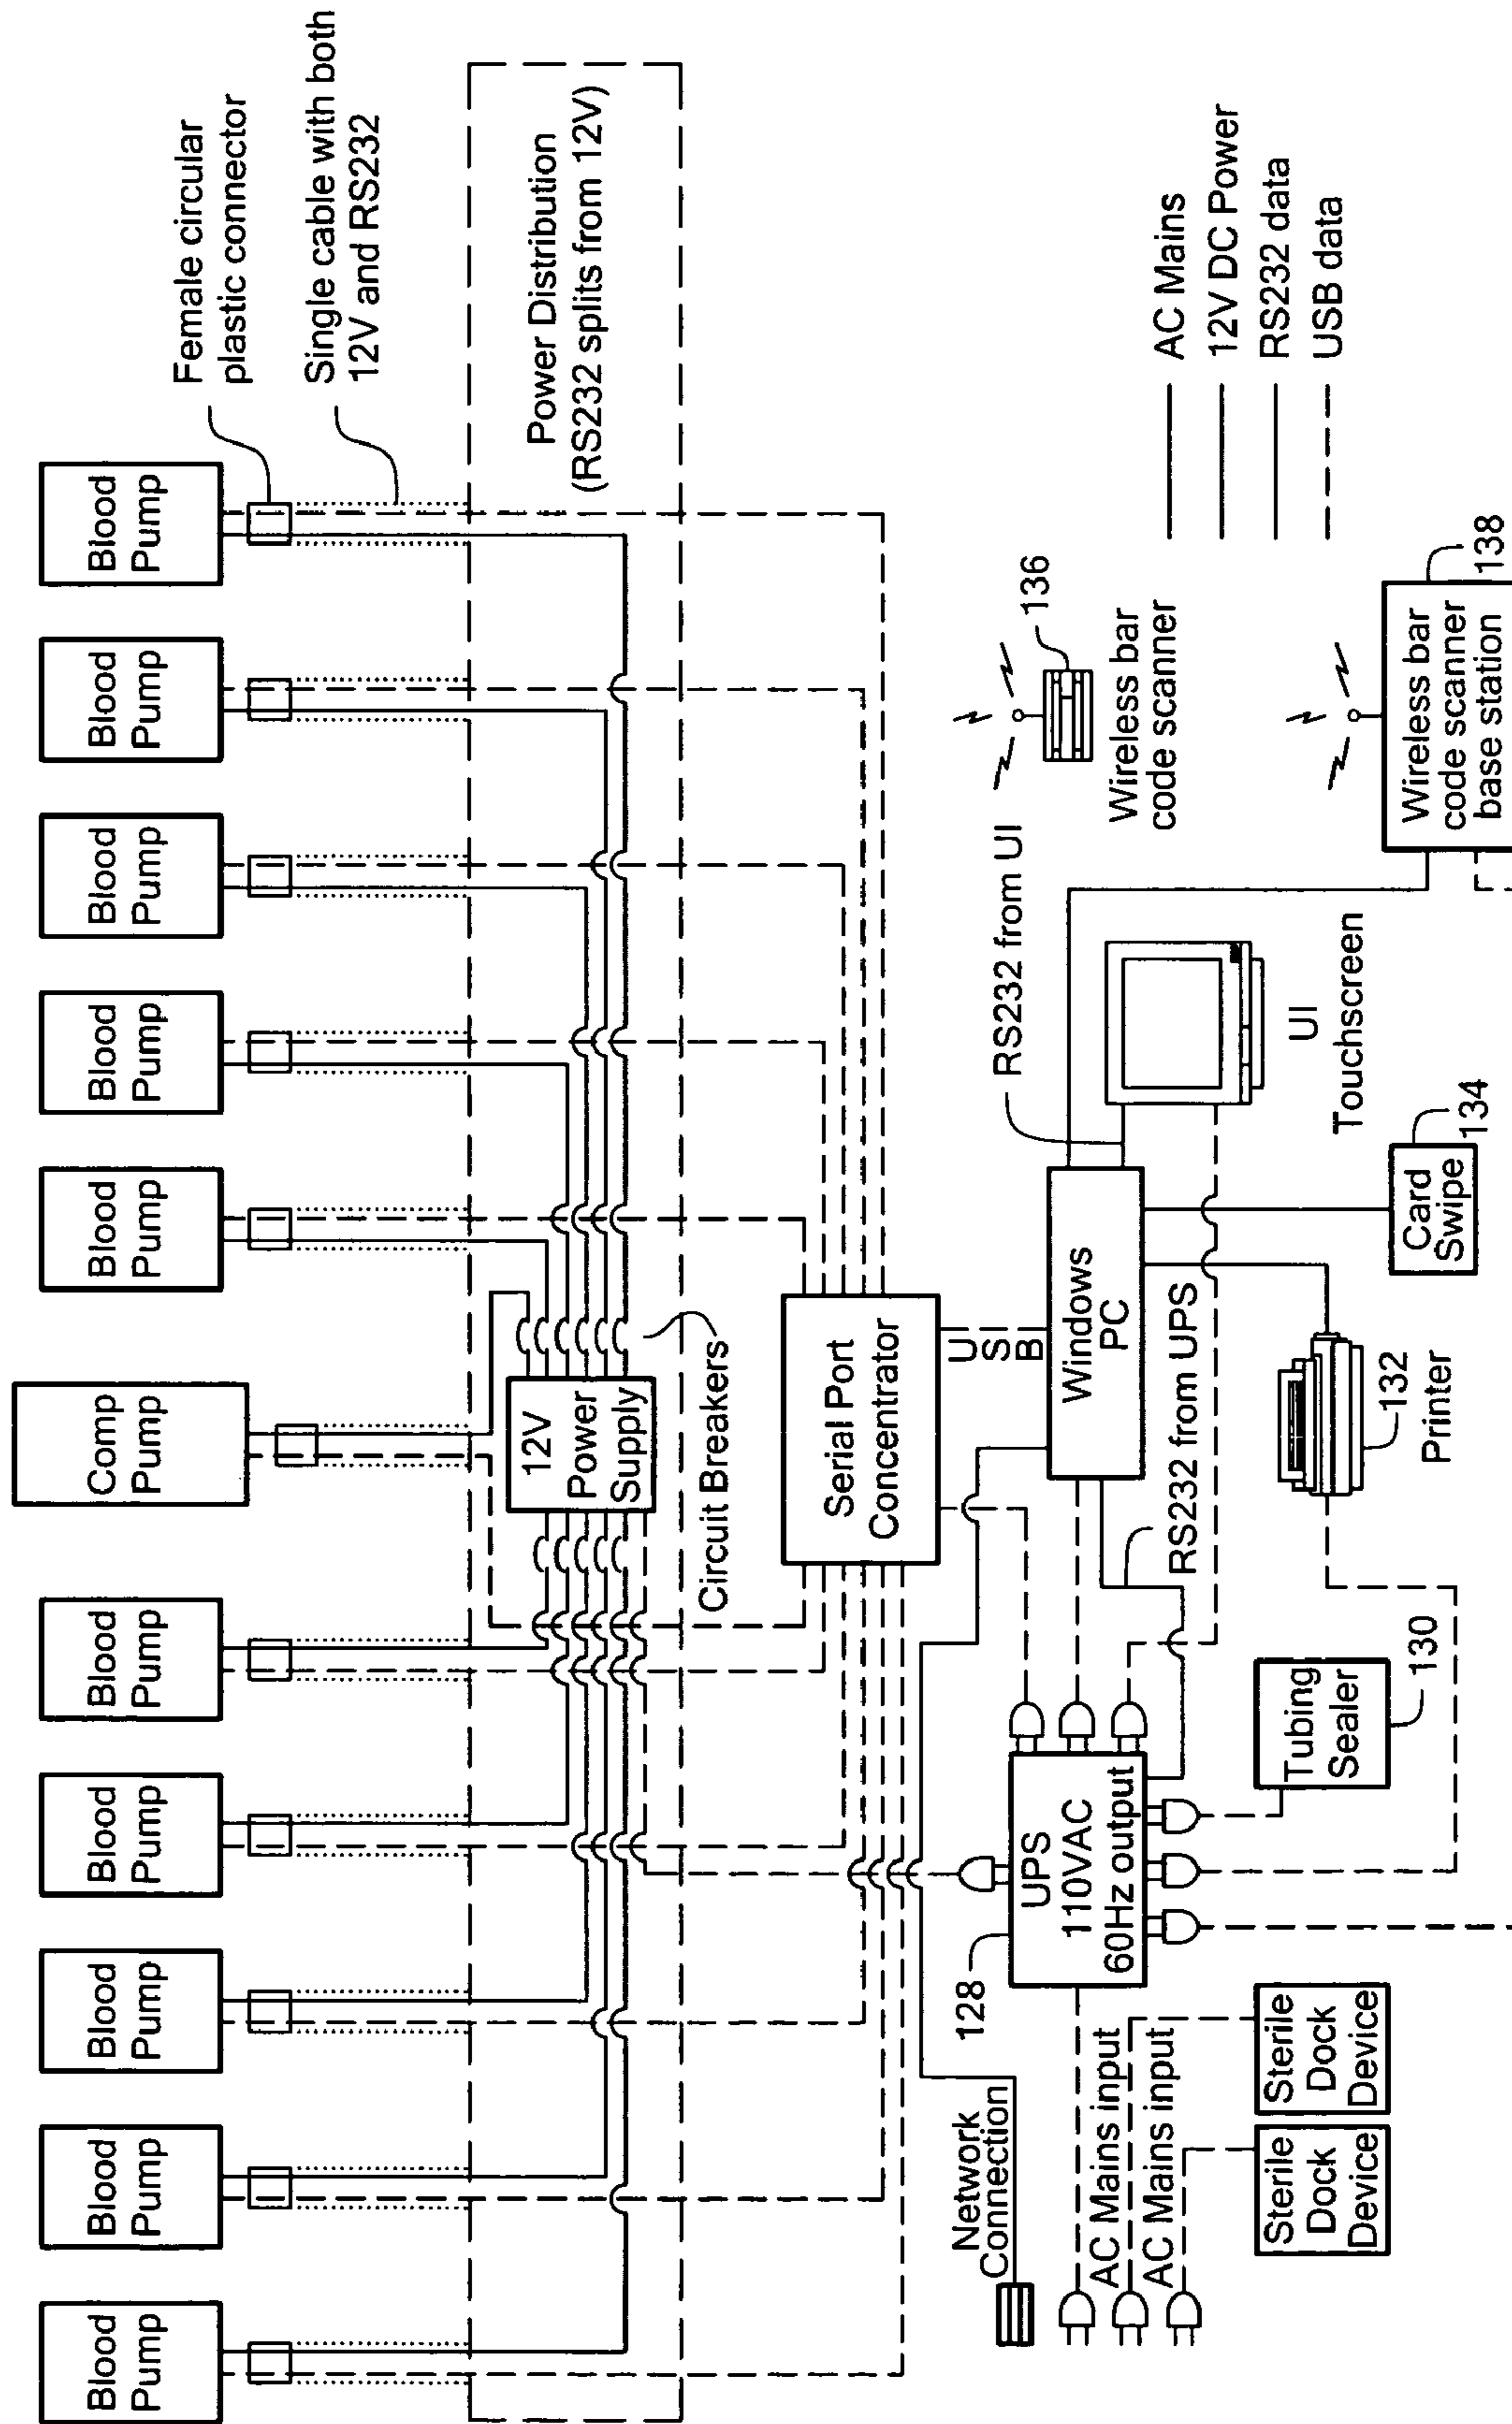 Blood
Pump
Blood
Pump
Blood
Pump
Blood
Pump
Blood
Pump
Comp
Pump
Blood
Pump
Blood
Pump
Blood
Pump
Blood
Pump
Blood
Pump
Female circular
plastic connector
Single cable with both
12V and RS232
Power Distribution
(RS232 splits from 12V)
12V
Power
Supply
Circuit Breakers
Serial Port
Concentrator
USB
Network
Connection
128
UPS
110VAC
60Hz output
Windows
PC
RS232 from UI
136
Wireless bar
code scanner
AC Mains
12V DC Power
RS232 data
USB data
AC Mains input
AC Mains input
RS232 from UPS
UI
Touchscreen
Sterile
Dock
Device
Sterile
Dock
Device
Tubing
Sealer
130
132
Printer
Card
Swipe
134
Wireless bar
code scanner
base station
138